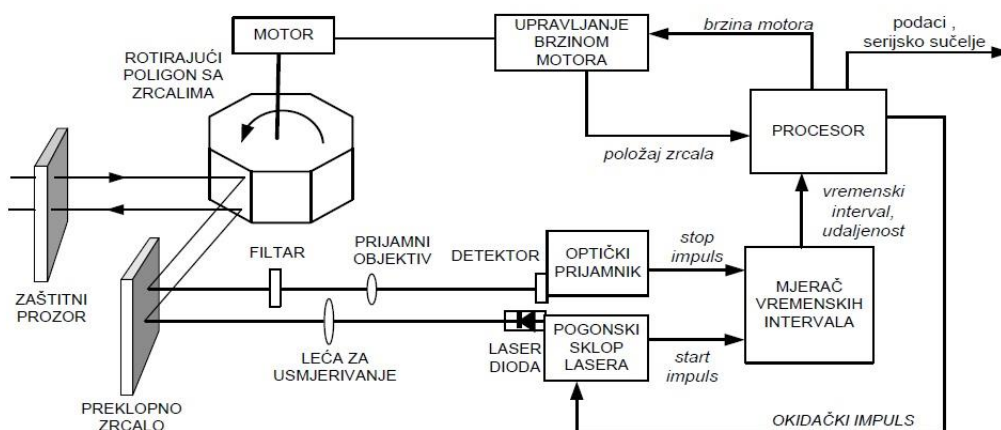 MOTOR
UPRAVLJANJE
BRZINOM
MOTORA
brzina motora
podaci ,
serijsko sučelje
ROTIRAJUĆI
POLIGON SA
ZRCALIMA
PROCESOR
položaj zrcala
vremenski
interval,
udaljenost
ZAŠTITNI
PROZOR
FILTAR
PRIJAMNI
OBJEKTIV
DETEKTOR
OPTIČKI
PRIJAMNIK
stop
impuls
MJERAČ
VREMENSKIH
INTERVALA
LEĆA ZA
USMJERIVANJE
LASER
DIODA
POGONSKI
SKLOP
LASERA
start
impuls
PREKLOPNO
ZRCALO
OKIDAČKI IMPULS